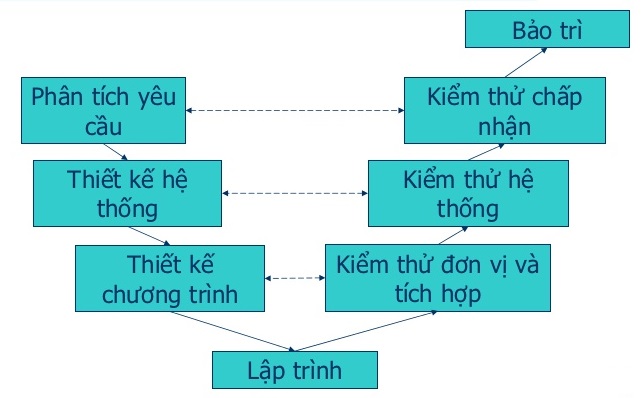 Bảo trì
Phân tích yêu
cầu
Kiểm thử chấp
nhận
Thiết kế hệ
thống
Kiểm thử hệ
thống
Thiết kế
chương trình
Kiểm thử đơn vị và
tích hợp
Lập trình